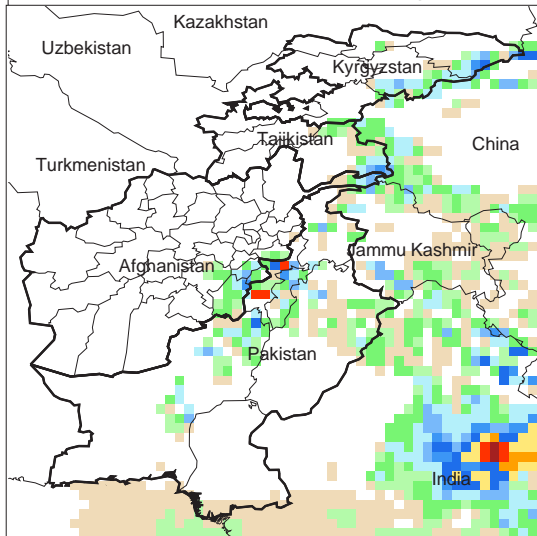 Kazakhstan
Uzbekistan
Kyrgyzstan
Tajikistan
China
Turkmenistan
Jammu Kashmir
Afghanistan
Pakistan
India